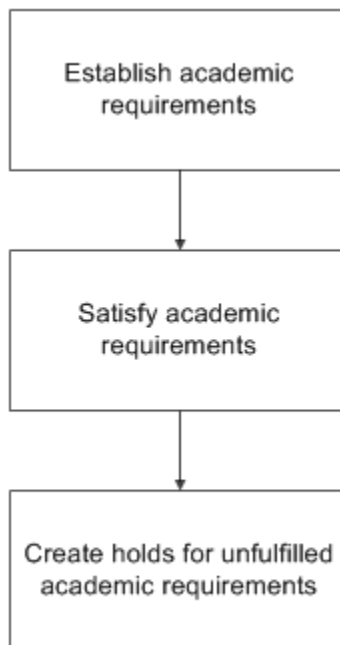 Establish academic
requirements
Satisfy academic
requirements
Create holds for unfulfilled
academic requirements